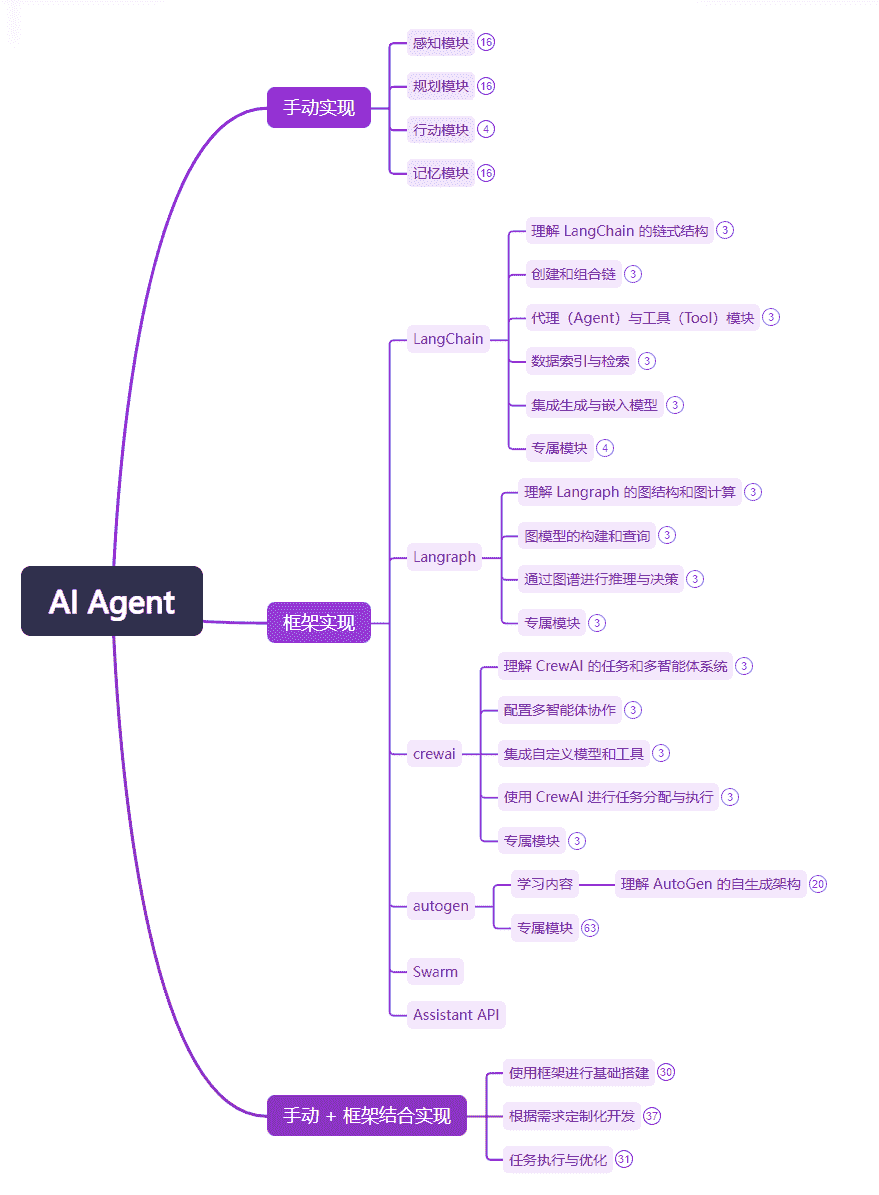 AI Agent
手动实现
感知模块 16
规划模块 16
行动模块 4
记忆模块 16
框架实现
LangChain
理解 LangChain 的链式结构 3
创建和组合链 3
代理（Agent）与工具（Tool）模块 3
数据索引与检索 3
集成生成与嵌入模型 3
专属模块 4
Langraph
理解 Langraph 的图结构和图计算 3
图模型的构建和查询 3
通过图谱进行推理与决策 3
专属模块 3
crewai
理解 CrewAI 的任务和多智能体系统 3
配置多智能体协作 3
集成自定义模型和工具 3
使用 CrewAI 进行任务分配与执行 3
专属模块 3
autogen
学习内容
理解 AutoGen 的自生成架构 20
专属模块 63
Swarm
Assistant API
手动 + 框架结合实现
使用框架进行基础搭建 30
根据需求定制化开发 37
任务执行与优化 31